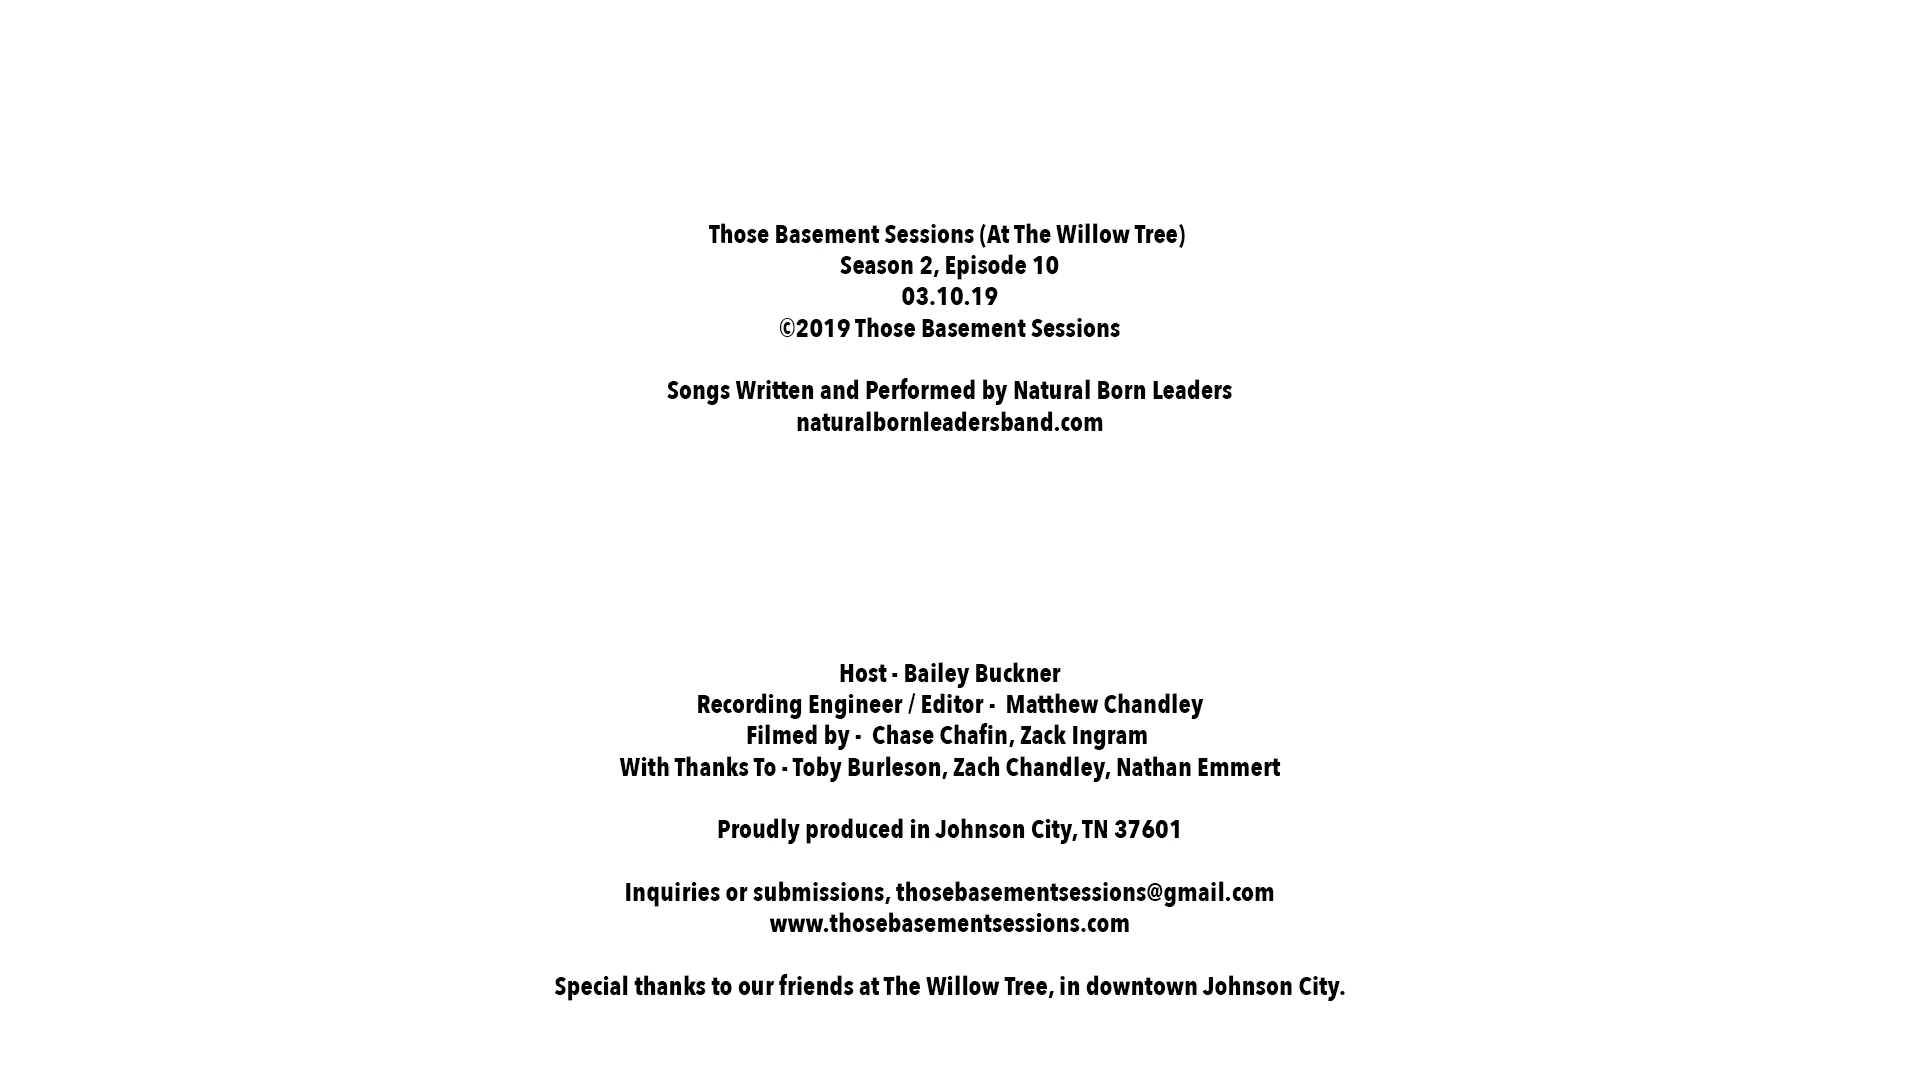 Those Basement Sessions (At The Willow Tree)
Season 2, Episode 10
03.10.19
©2019 Those Basement Sessions
Songs Written and Performed by Natural Born Leaders
naturalbornleadersband.com
Host - Bailey Buckner
Recording Engineer / Editor -  Matthew Chandley
Filmed by -  Chase Chafin, Zack Ingram
With Thanks To - Toby Burleson, Zach Chandley, Nathan Emmert
Proudly produced in Johnson City, TN 37601
Inquiries or submissions, thosebasementsessions@gmail.com
www.thosebasementsessions.com
Special thanks to our friends at The Willow Tree, in downtown Johnson City.